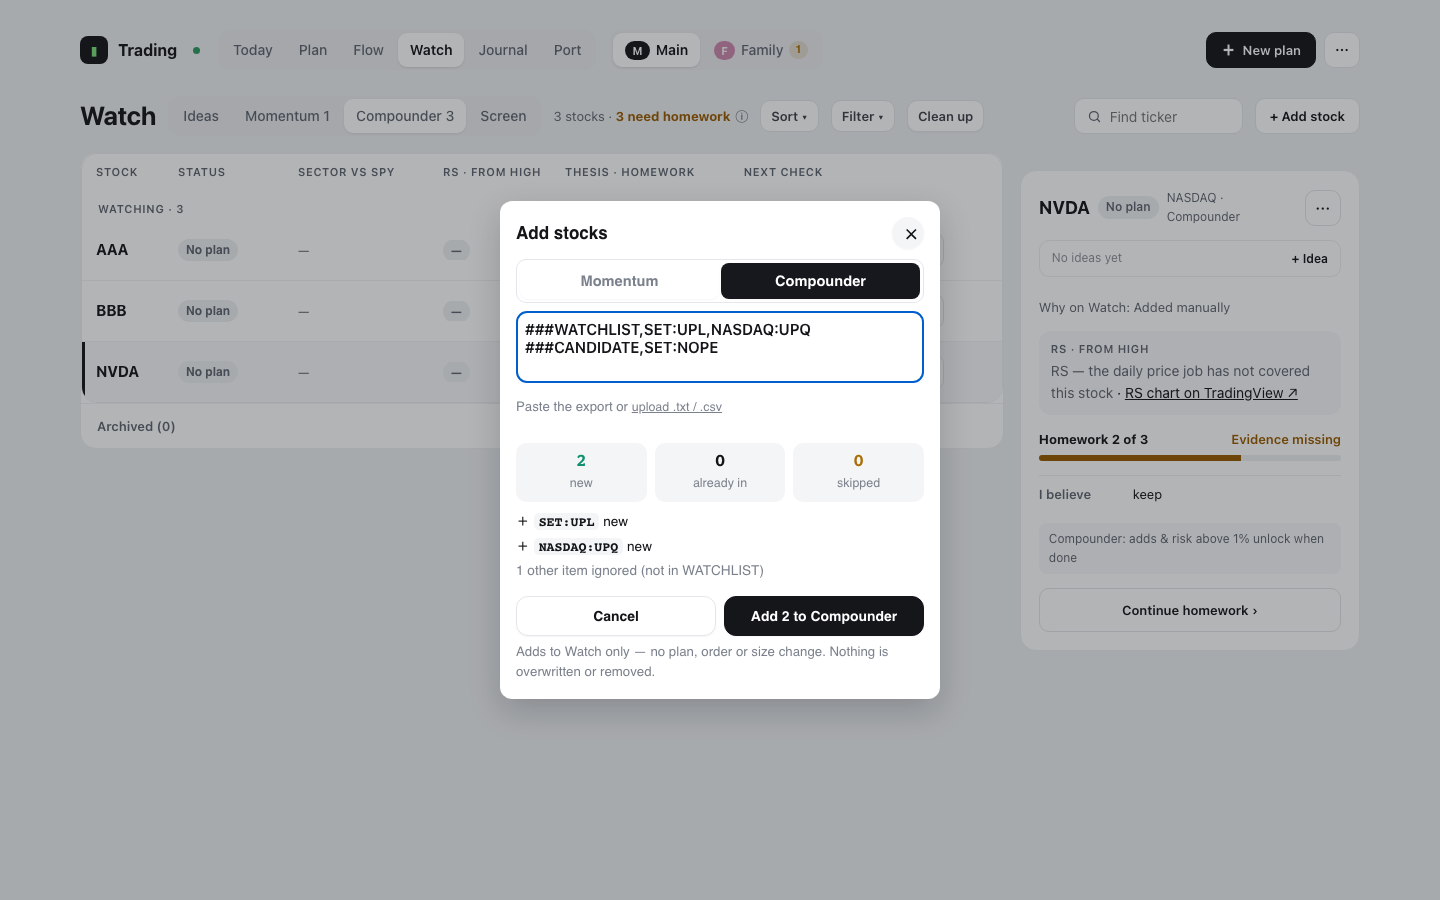 Trading
Today
Plan
Flow
Watch
Journal
Port
M Main
F Family 1
+ New plan
···
Watch
Ideas
Momentum 1
Compounder 3
Screen
3 stocks · 3 need homework ⓘ
Sort ▾
Filter ▾
Clean up
Find ticker
+ Add stock
STOCK
STATUS
SECTOR VS SPY
RS · FROM HIGH
THESIS · HOMEWORK
NEXT CHECK
WATCHING · 3
AAA
No plan
—
—
BBB
No plan
—
—
NVDA
No plan
—
—
Archived (0)
Add stocks
×
Momentum
Compounder
###WATCHLIST,SET:UPL,NASDAQ:UPQ
###CANDIDATE,SET:NOPE
Paste the export or upload .txt / .csv
2
new
0
already in
0
skipped
+ SET:UPL new
+ NASDAQ:UPQ new
1 other item ignored (not in WATCHLIST)
Cancel
Add 2 to Compounder
Adds to Watch only — no plan, order or size change. Nothing is
overwritten or removed.
NVDA
No plan
NASDAQ ·
Compounder
···
No ideas yet
+ Idea
Why on Watch: Added manually
RS · FROM HIGH
RS — the daily price job has not covered
this stock · RS chart on TradingView ↗
Homework 2 of 3
Evidence missing
I believe
keep
Compounder: adds & risk above 1% unlock when
done
Continue homework ›